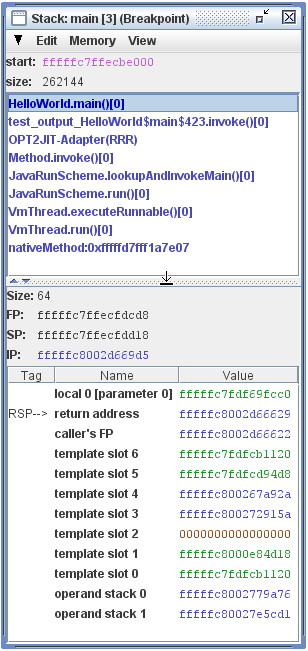 Stack: main [3] (Breakpoint)
Edit Memory View
start: fffffc7ffecbe000
size: 262144
HelloWorld.main()[0]
test_output_HelloWorld$main$423.invoke()[0]
OPT2JIT-Adapter(RRR)
Method.invoke()[0]
JavaRunScheme.lookupAndInvokeMain()[0]
JavaRunScheme.run()[0]
VmThread.executeRunnable()[0]
VmThread.run()[0]
nativeMethod:0xfffffd7fff1a7e07
Size: 64
FP: fffffc7ffecfdcd8
SP: fffffc7ffecfdd18
IP: fffffc8002d669d5
Tag Name Value
local 0 [parameter 0] fffffc7fdf69fcc0
RSP--> return address fffffc8002d66629
caller's FP fffffc8002d66622
template slot 6 fffffc7fdfcb1120
template slot 5 fffffc7fdfcd94d8
template slot 4 fffffc800267a92a
template slot 3 fffffc800272915a
template slot 2 0000000000000000
template slot 1 fffffc8000e84d18
template slot 0 fffffc7fdfcb1120
operand stack 0 fffffc8002779a76
operand stack 1 fffffc80027e5cd1